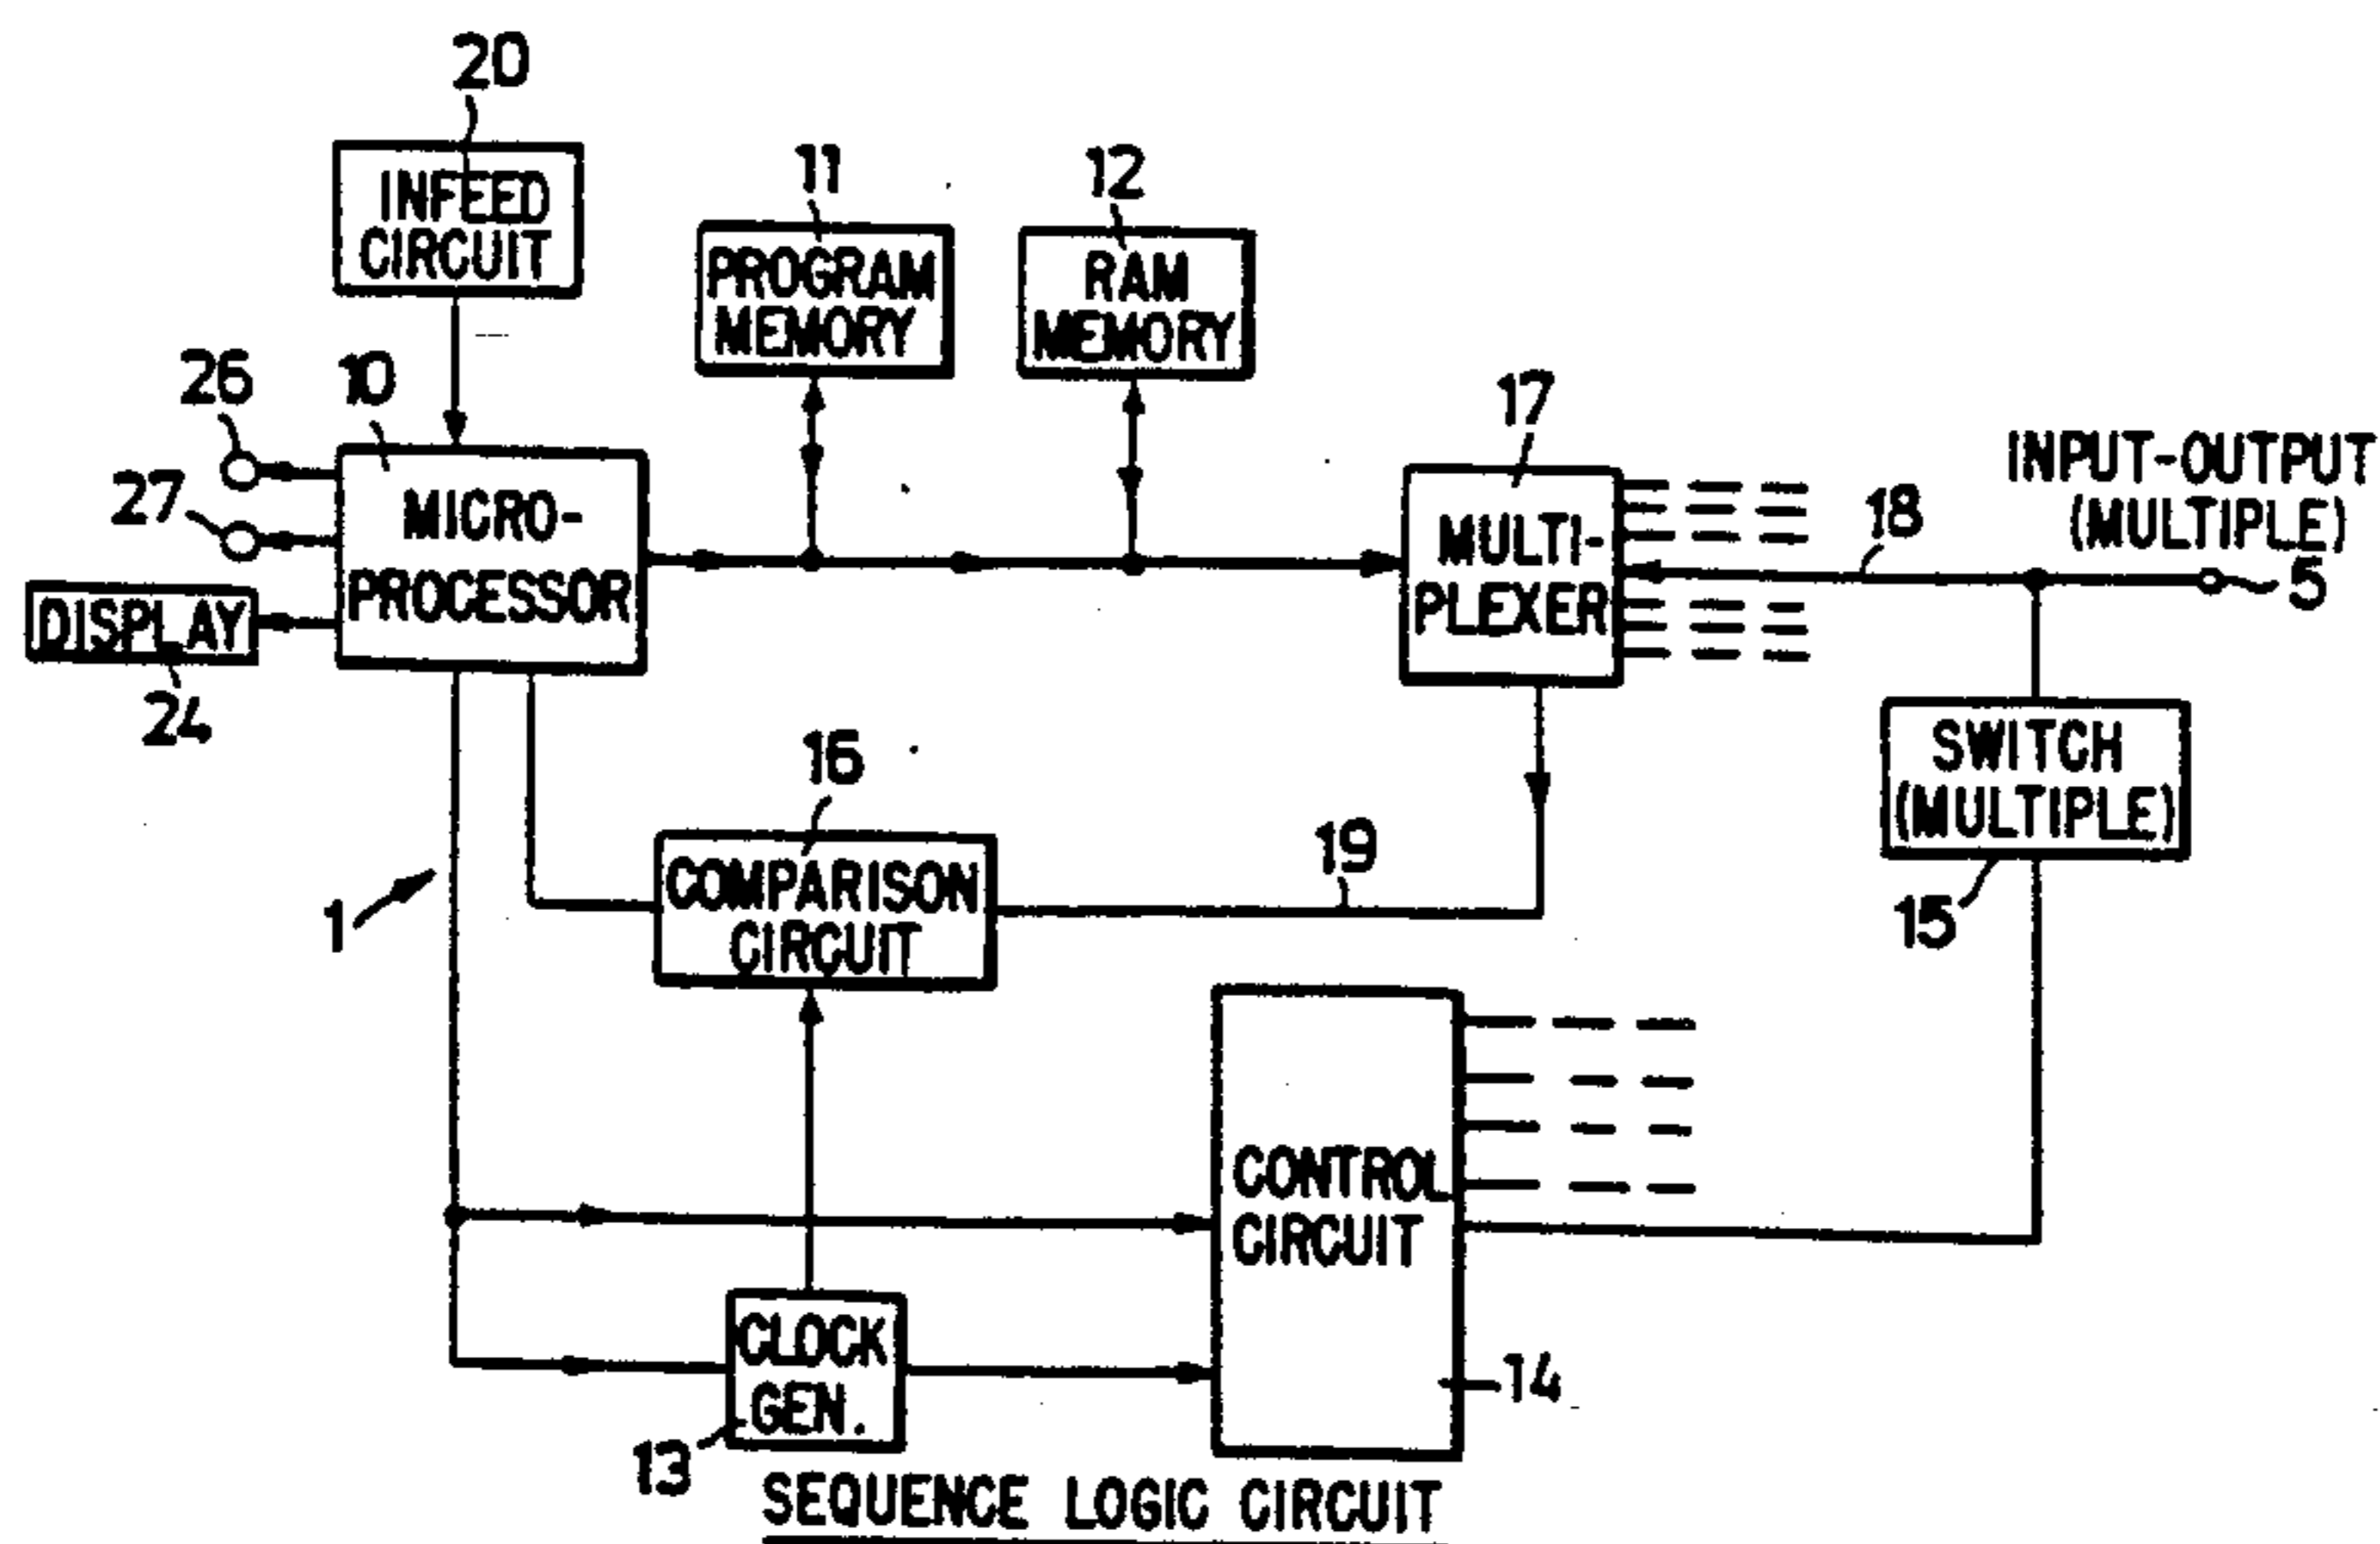 20
INFEED
CIRCUIT
11
PROGRAM
MEMORY
12
RAM
MEMORY
26
10
27
MICRO-
PROCESSOR
DISPLAY
24
17
MULTI-
PLEXER
18
INPUT-OUTPUT
(MULTIPLE)
5
SWITCH
(MULTIPLE)
15
16
COMPARISON
CIRCUIT
19
1
CONTROL
CIRCUIT
14
CLOCK
GEN.
13
SEQUENCE LOGIC CIRCUIT